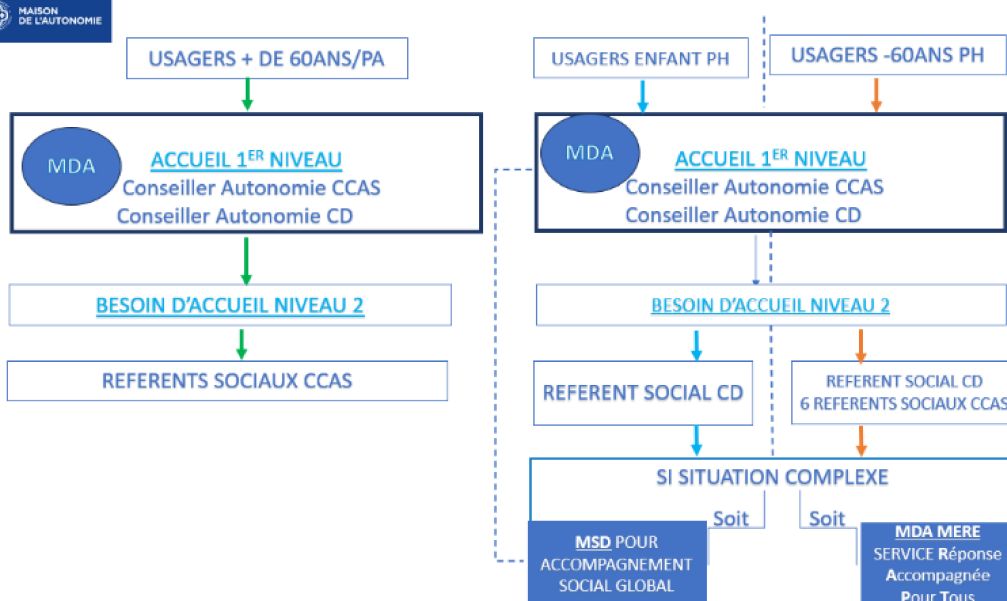 MAISON
DE L'AUTONOMIE
USAGERS + DE 60ANS/PA
MDA
ACCUEIL 1ER NIVEAU
Conseiller Autonomie CCAS
Conseiller Autonomie CD
BESOIN D'ACCUEIL NIVEAU 2
REFERENTS SOCIAUX CCAS
USAGERS ENFANT PH
USAGERS -60ANS PH
MDA
ACCUEIL 1ER NIVEAU
Conseiller Autonomie CCAS
Conseiller Autonomie CD
BESOIN D'ACCUEIL NIVEAU 2
REFERENT SOCIAL CD
REFERENT SOCIAL CD
6 REFERENTS SOCIAUX CCAS
SI SITUATION COMPLEXE
Soit
Soit
MSD POUR
ACCOMPAGNEMENT
SOCIAL GLOBAL
MDA MERE
SERVICE Réponse
Accompagnée
Pour Tous